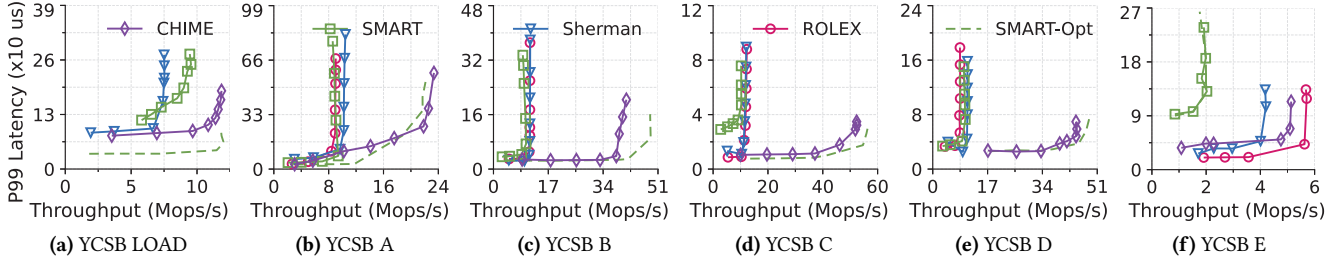 P99 Latency (x10 us)
39
26
13
0
0
5
10
CHIME
Throughput (Mops/s)
(a) YCSB LOAD
99
66
33
0
0
6
12
18
24
SMART
Throughput (Mops/s)
(b) YCSB A
48
32
16
0
0
17
34
51
Sherman
Throughput (Mops/s)
(c) YCSB B
12
8
4
0
0
20
40
60
ROLEX
Throughput (Mops/s)
(d) YCSB C
24
16
8
0
0
17
34
51
SMART-Opt
Throughput (Mops/s)
(e) YCSB D
27
18
9
0
0
2
4
6
Throughput (Mops/s)
(f) YCSB E